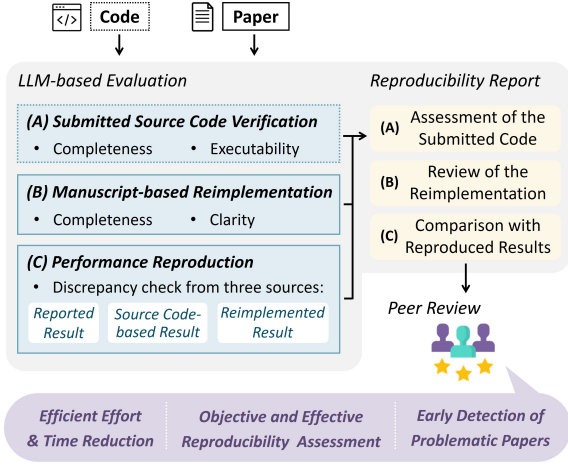 </> Code
Paper
LLM-based Evaluation
(A) Submitted Source Code Verification
• Completeness • Executability
(B) Manuscript-based Reimplementation
• Completeness • Clarity
(C) Performance Reproduction
• Discrepancy check from three sources:
Reported
Result
Source Code-
based Result
Reimplemented
Result
Reproducibility Report
(A) Assessment of the
Submitted Code
(B) Review of the
Reimplementation
(C) Comparison with
Reproduced Results
Peer Review
Efficient Effort
& Time Reduction
Objective and Effective
Reproducibility Assessment
Early Detection of
Problematic Papers